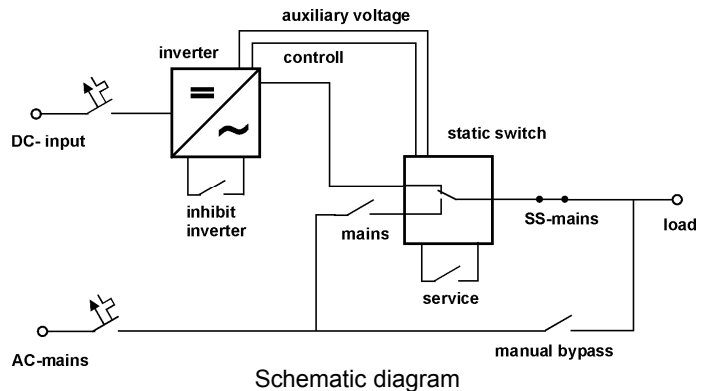 auxiliary voltage
inverter
controll
DC- input
static switch
inhibit
inverter
mains
SS-mains
load
service
AC-mains
manual bypass
Schematic diagram